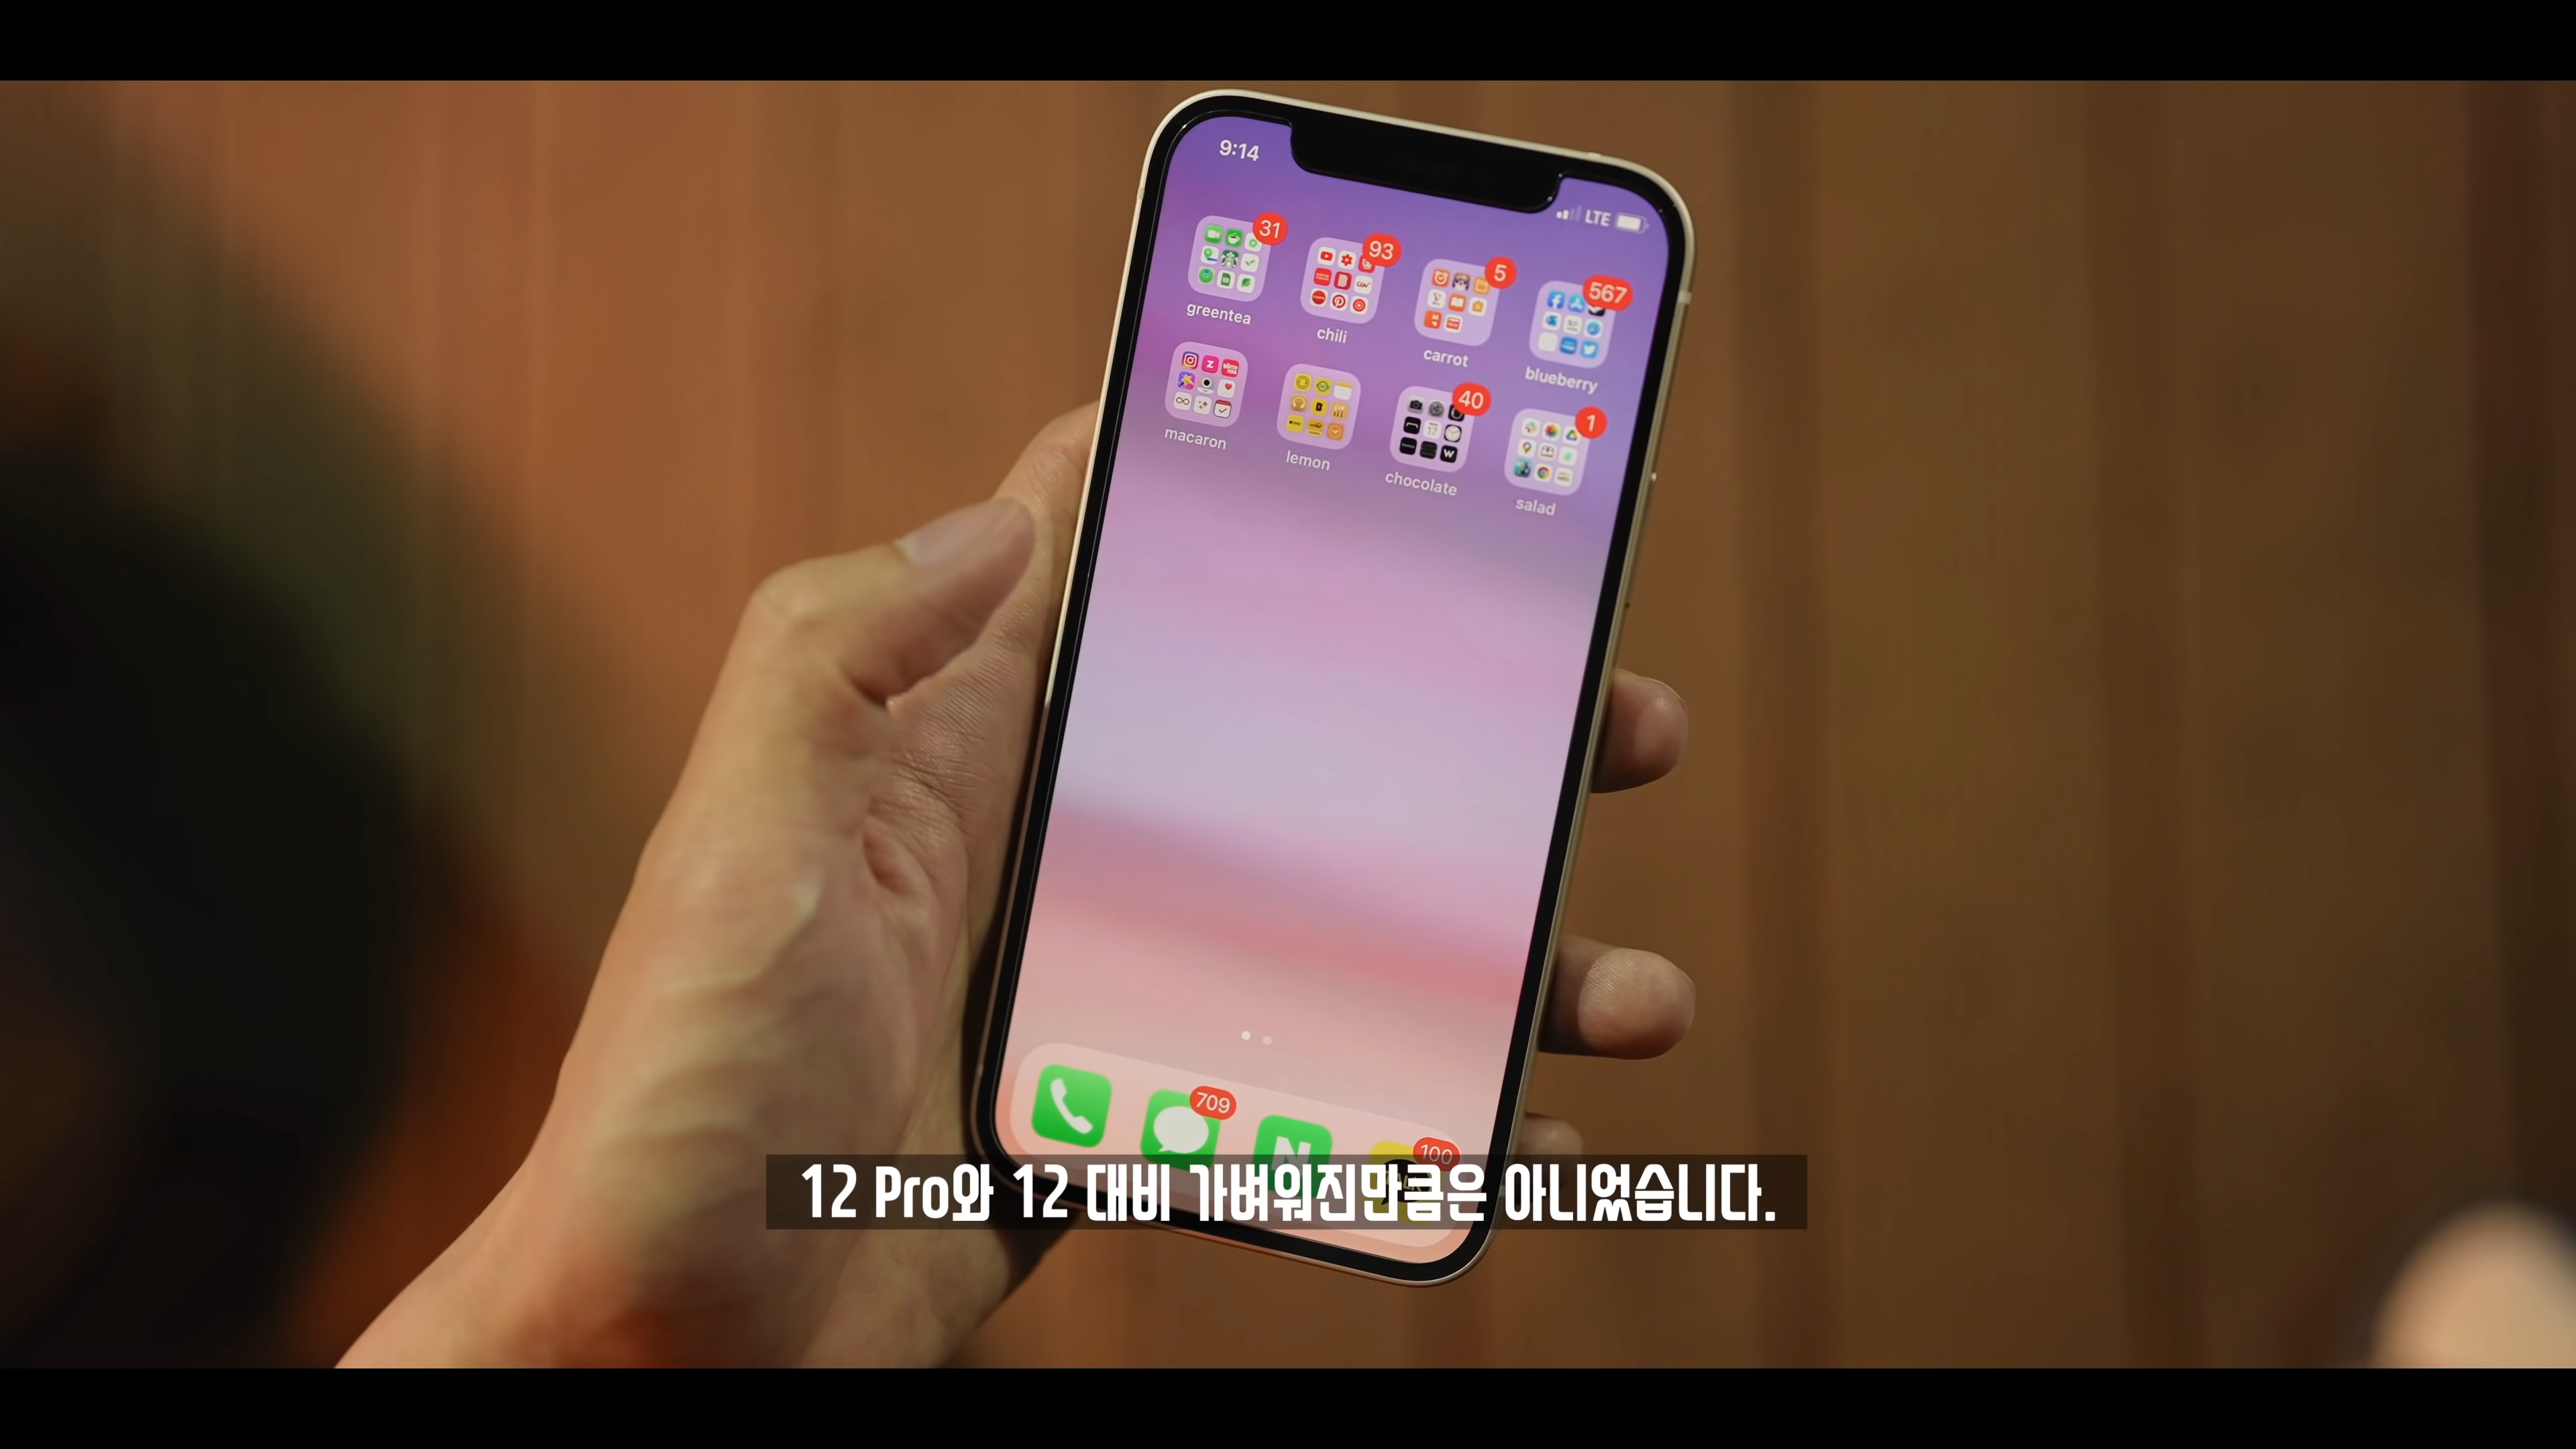 9:14
LTE
31
93
5
567
greentea
chili
carrot
blueberry
40
1
macaron
lemon
chocolate
salad
709
100
N
12 Pro와 12 대비 가벼워진만큼은 아니었습니다.